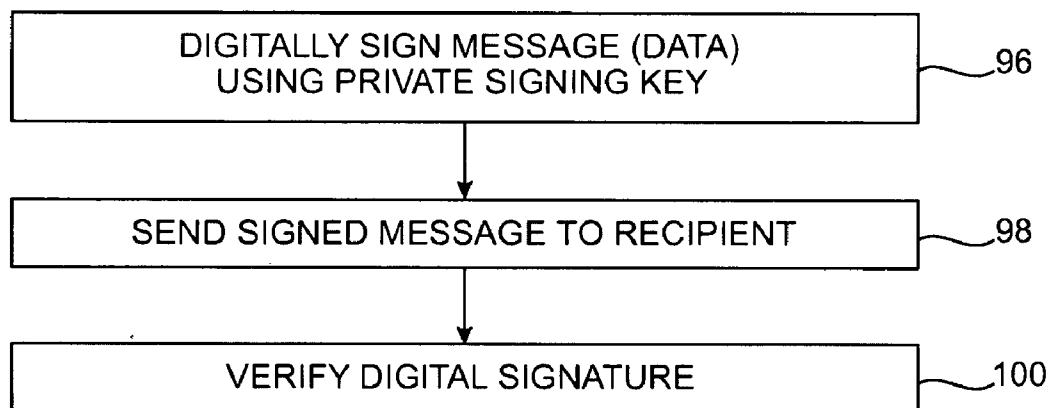 DIGITALLY SIGN MESSAGE (DATA)
USING PRIVATE SIGNING KEY
96
SEND SIGNED MESSAGE TO RECIPIENT
98
VERIFY DIGITAL SIGNATURE
100